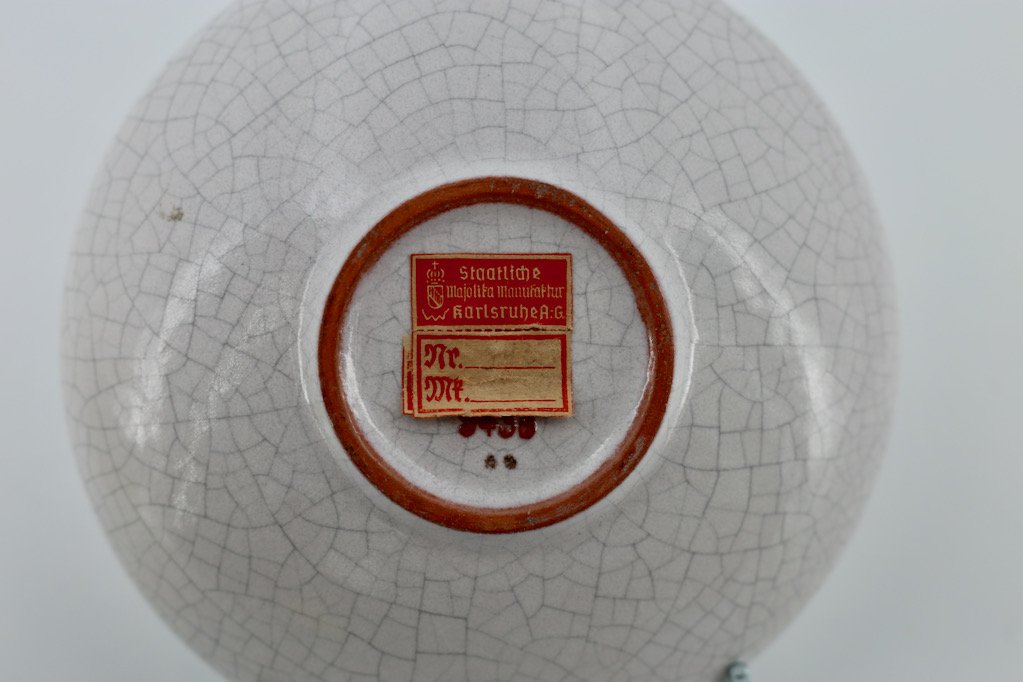 Staatliche
Majolika Manufaktur
Karlsruhe A:G.
Nr.
Mk.